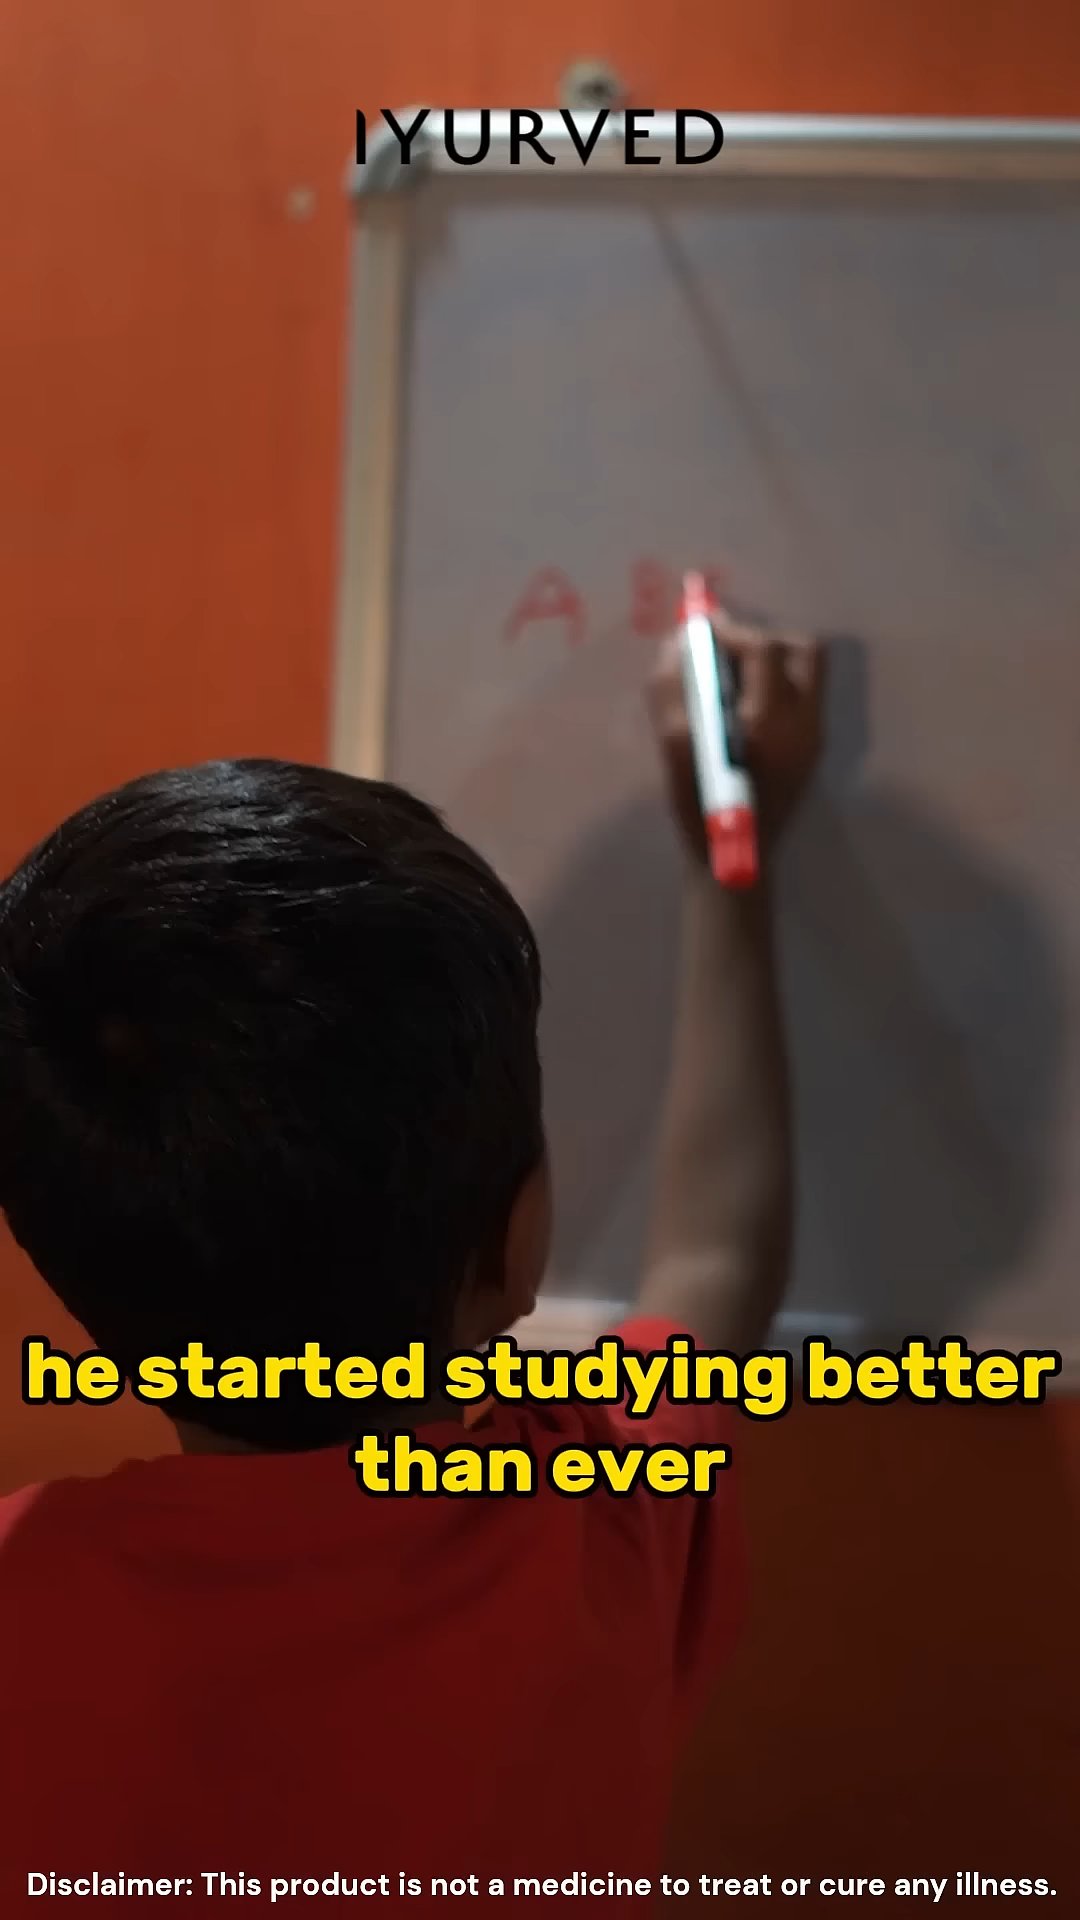 IYURVED
A B
he started studying better
than ever
Disclaimer: This product is not a medicine to treat or cure any illness.